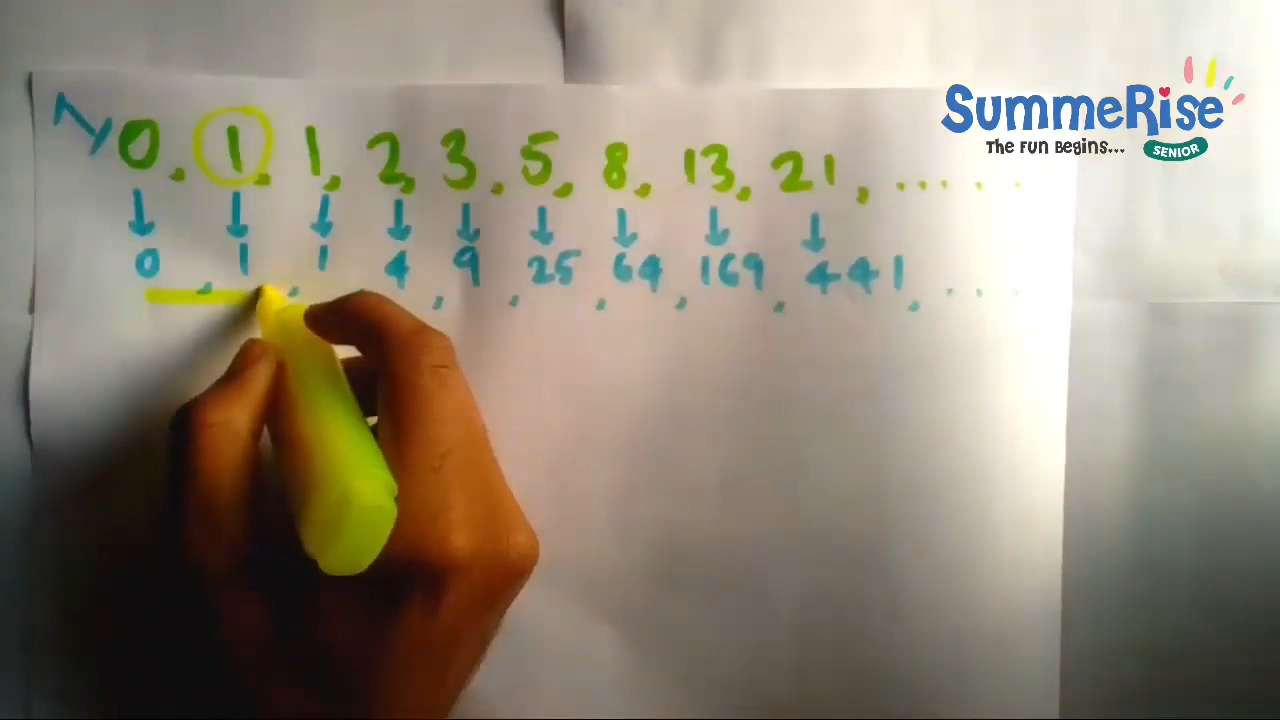 SummeRise
The Fun Begins...
SENIOR
0, 1, 1, 2, 3, 5, 8, 13, 21, ......
0, 1, 1, 4, 9, 25, 64, 169, 441, ...